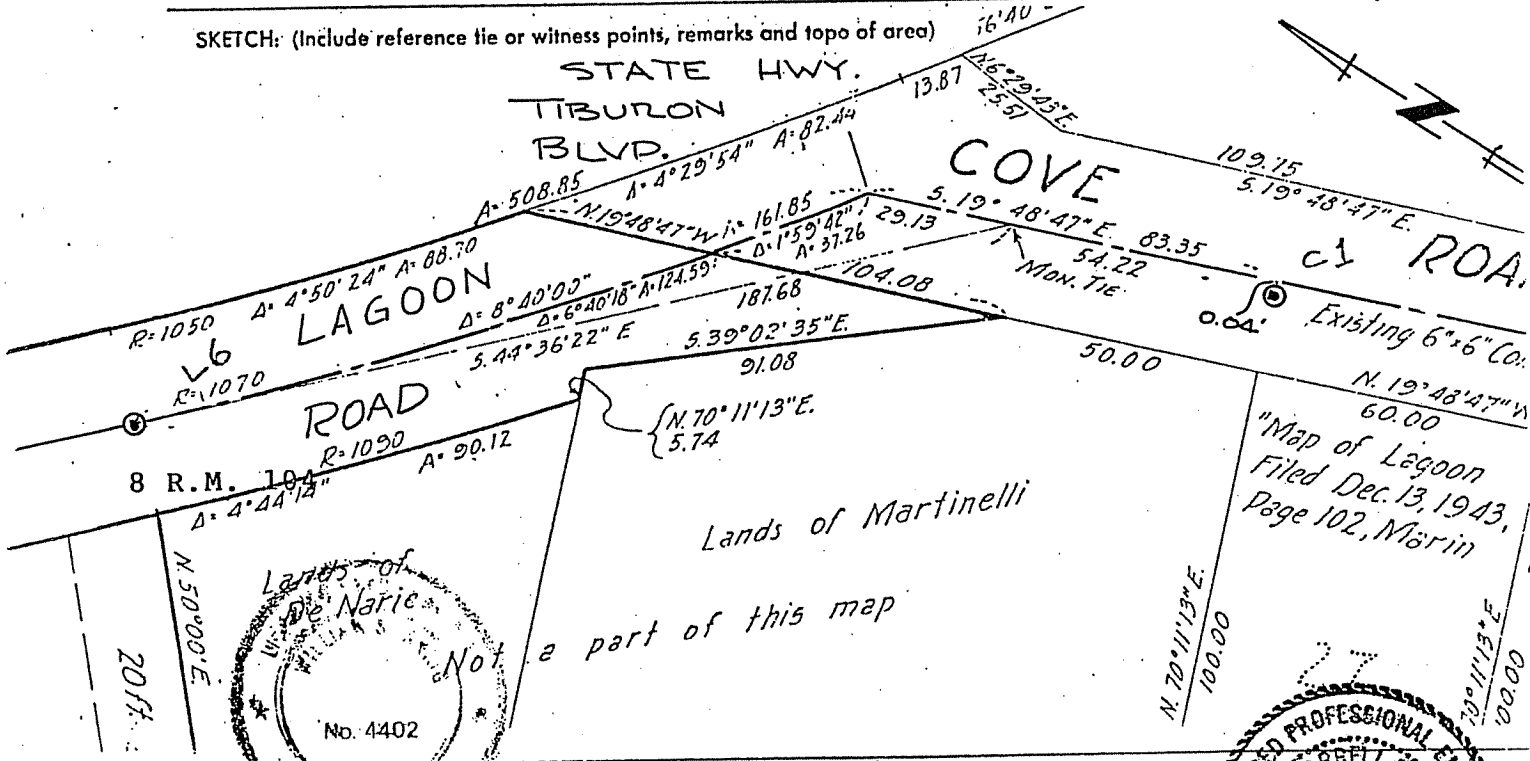 SKETCH: (Include reference tie or witness points, remarks and topo of area)
STATE HWY.
TIBURON
BLVD.
16'40
13.87
N.6°29'43"E.
25.51
A=82.44
Δ=4°29'54"
A=508.85
COVE
109.75
S.19°48'47"E.
N.19°48'47"W
161.85
Δ=1°59'42"
A=37.26
29.13
S.19°48'47"E.
83.35
54.22
MON. TIE
c1
0.04'
Existing 6"x6"
R=1050
Δ=4°50'24"
A=88.70
LAGOON
Δ=8°40'00"
Δ=6°40'18"
A=124.59
187.68
104.08
L6
R=1070
S.44°36'22"E
S.39°02'35"E.
91.08
50.00
N.19°48'47"W
60.00
ROAD
R=1090
A=90.12
N.70°11'13"E.
5.74
8 R.M. 104
Δ=4°44'14"
"Map of Lagoon
Filed Dec. 13, 1943,
Page 102, Marin
Lands of Martinelli
Lands of
Not a part of this map
N.50°00'E.
20ft.
N.70°11'13"E.
100.00
27
No. 4402
PROFESSIONAL